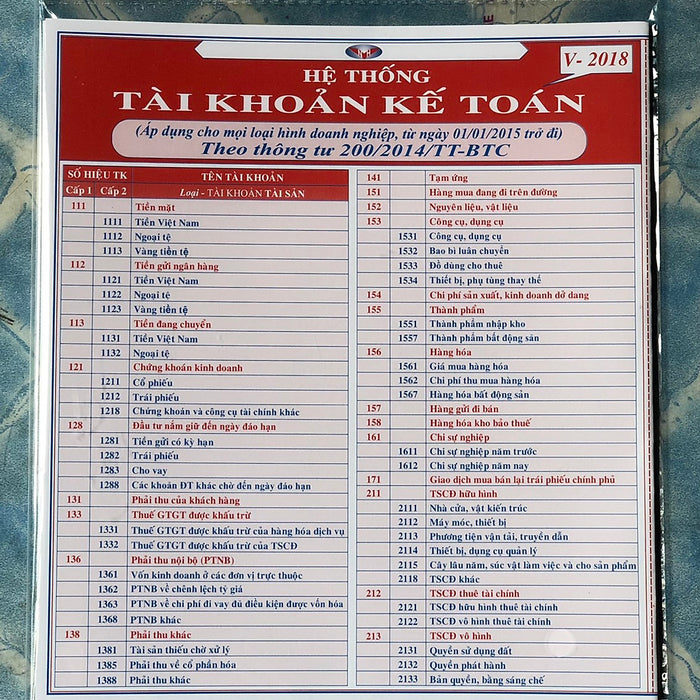 V- 2018
HỆ THỐNG
TÀI KHOẢN KẾ TOÁN
(Áp dụng cho mọi loại hình doanh nghiệp, từ ngày 01/01/2015 trở đi)
Theo thông tư 200/2014/TT-BTC
SỐ HIỆU TK TÊN TÀI KHOẢN
Cấp 1 Cấp 2 Loại - TÀI KHOẢN TÀI SẢN
111 Tiền mặt
1111 Tiền Việt Nam
1112 Ngoại tệ
1113 Vàng tiền tệ
112 Tiền gửi ngân hàng
1121 Tiền Việt Nam
1122 Ngoại tệ
1123 Vàng tiền tệ
113 Tiền đang chuyển
1131 Tiền Việt Nam
1132 Ngoại tệ
121 Chứng khoán kinh doanh
1211 Cổ phiếu
1212 Trái phiếu
1218 Chứng khoán và công cụ tài chính khác
128 Đầu tư nắm giữ đến ngày đáo hạn
1281 Tiền gửi có kỳ hạn
1282 Trái phiếu
1283 Cho vay
1288 Các khoản ĐT khác chờ đến ngày đáo hạn
131 Phải thu của khách hàng
133 Thuế GTGT được khấu trừ
1331 Thuế GTGT được khấu trừ của hàng hóa dịch vụ
1332 Thuế GTGT được khấu trừ của TSCĐ
136 Phải thu nội bộ (PTNB)
1361 Vốn kinh doanh ở các đơn vị trực thuộc
1362 PTNB về chênh lệch tỷ giá
1363 PTNB về chi phí đi vay đủ điều kiện được vốn hóa
1368 PTNB khác
138 Phải thu khác
1381 Tài sản thiếu chờ xử lý
1385 Phải thu về cổ phần hóa
1388 Phải thu khác
141 Tạm ứng
151 Hàng mua đang đi trên đường
152 Nguyên liệu, vật liệu
153 Công cụ, dụng cụ
1531 Công cụ, dụng cụ
1532 Bao bì luân chuyển
1533 Đồ dùng cho thuê
1534 Thiết bị, phụ tùng thay thế
154 Chi phí sản xuất, kinh doanh dở dang
155 Thành phẩm
1551 Thành phẩm nhập kho
1557 Thành phẩm bất động sản
156 Hàng hóa
1561 Giá mua hàng hóa
1562 Chi phí thu mua hàng hóa
1567 Hàng hóa bất động sản
157 Hàng gửi đi bán
158 Hàng hóa kho bảo thuế
161 Chi sự nghiệp
1611 Chi sự nghiệp năm trước
1612 Chi sự nghiệp năm nay
171 Giao dịch mua bán lại trái phiếu chính phủ
211 TSCĐ hữu hình
2111 Nhà cửa, vật kiến trúc
2112 Máy móc, thiết bị
2113 Phương tiện vận tải, truyền dẫn
2114 Thiết bị, dụng cụ quản lý
2115 Cây lâu năm, súc vật làm việc và cho sản phẩm
2118 TSCĐ khác
212 TSCĐ thuê tài chính
2121 TSCĐ hữu hình thuê tài chính
2122 TSCĐ vô hình thuê tài chính
213 TSCĐ vô hình
2131 Quyền sử dụng đất
2132 Quyền phát hành
2133 Bản quyền, bằng sáng chế